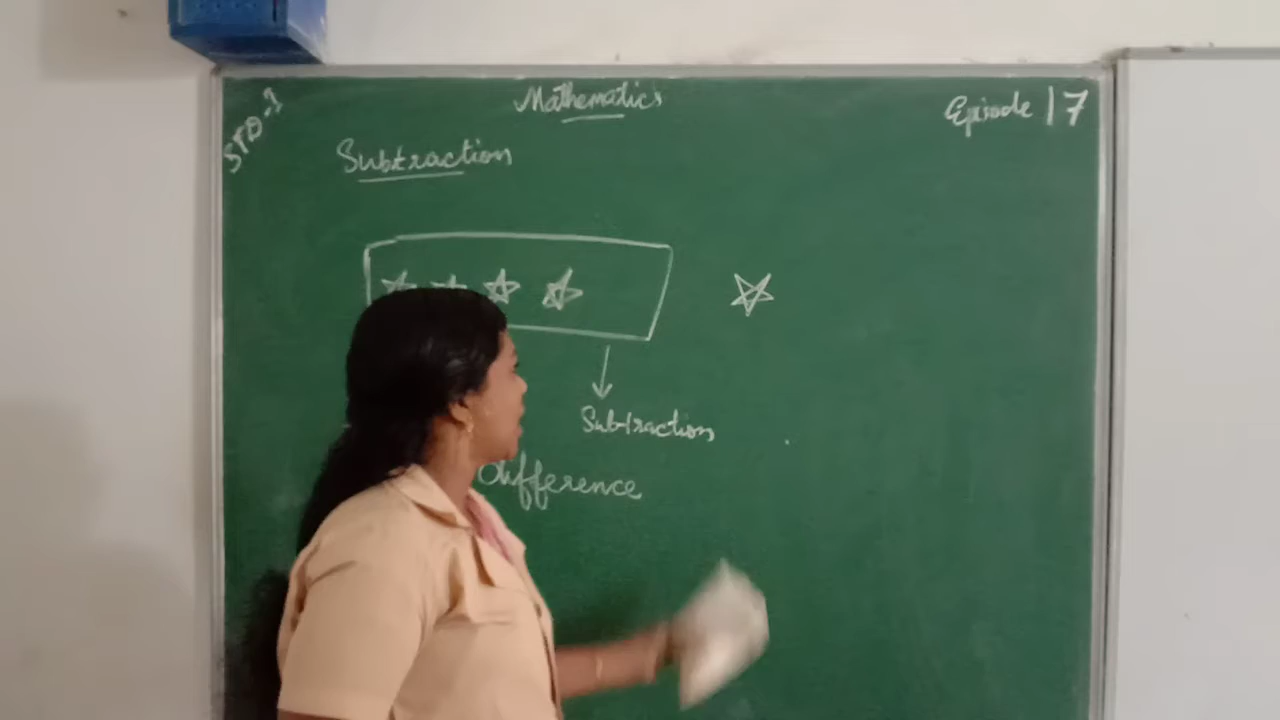 STD-1
Mathematics
Episode 17
Subtraction
Subtraction
difference